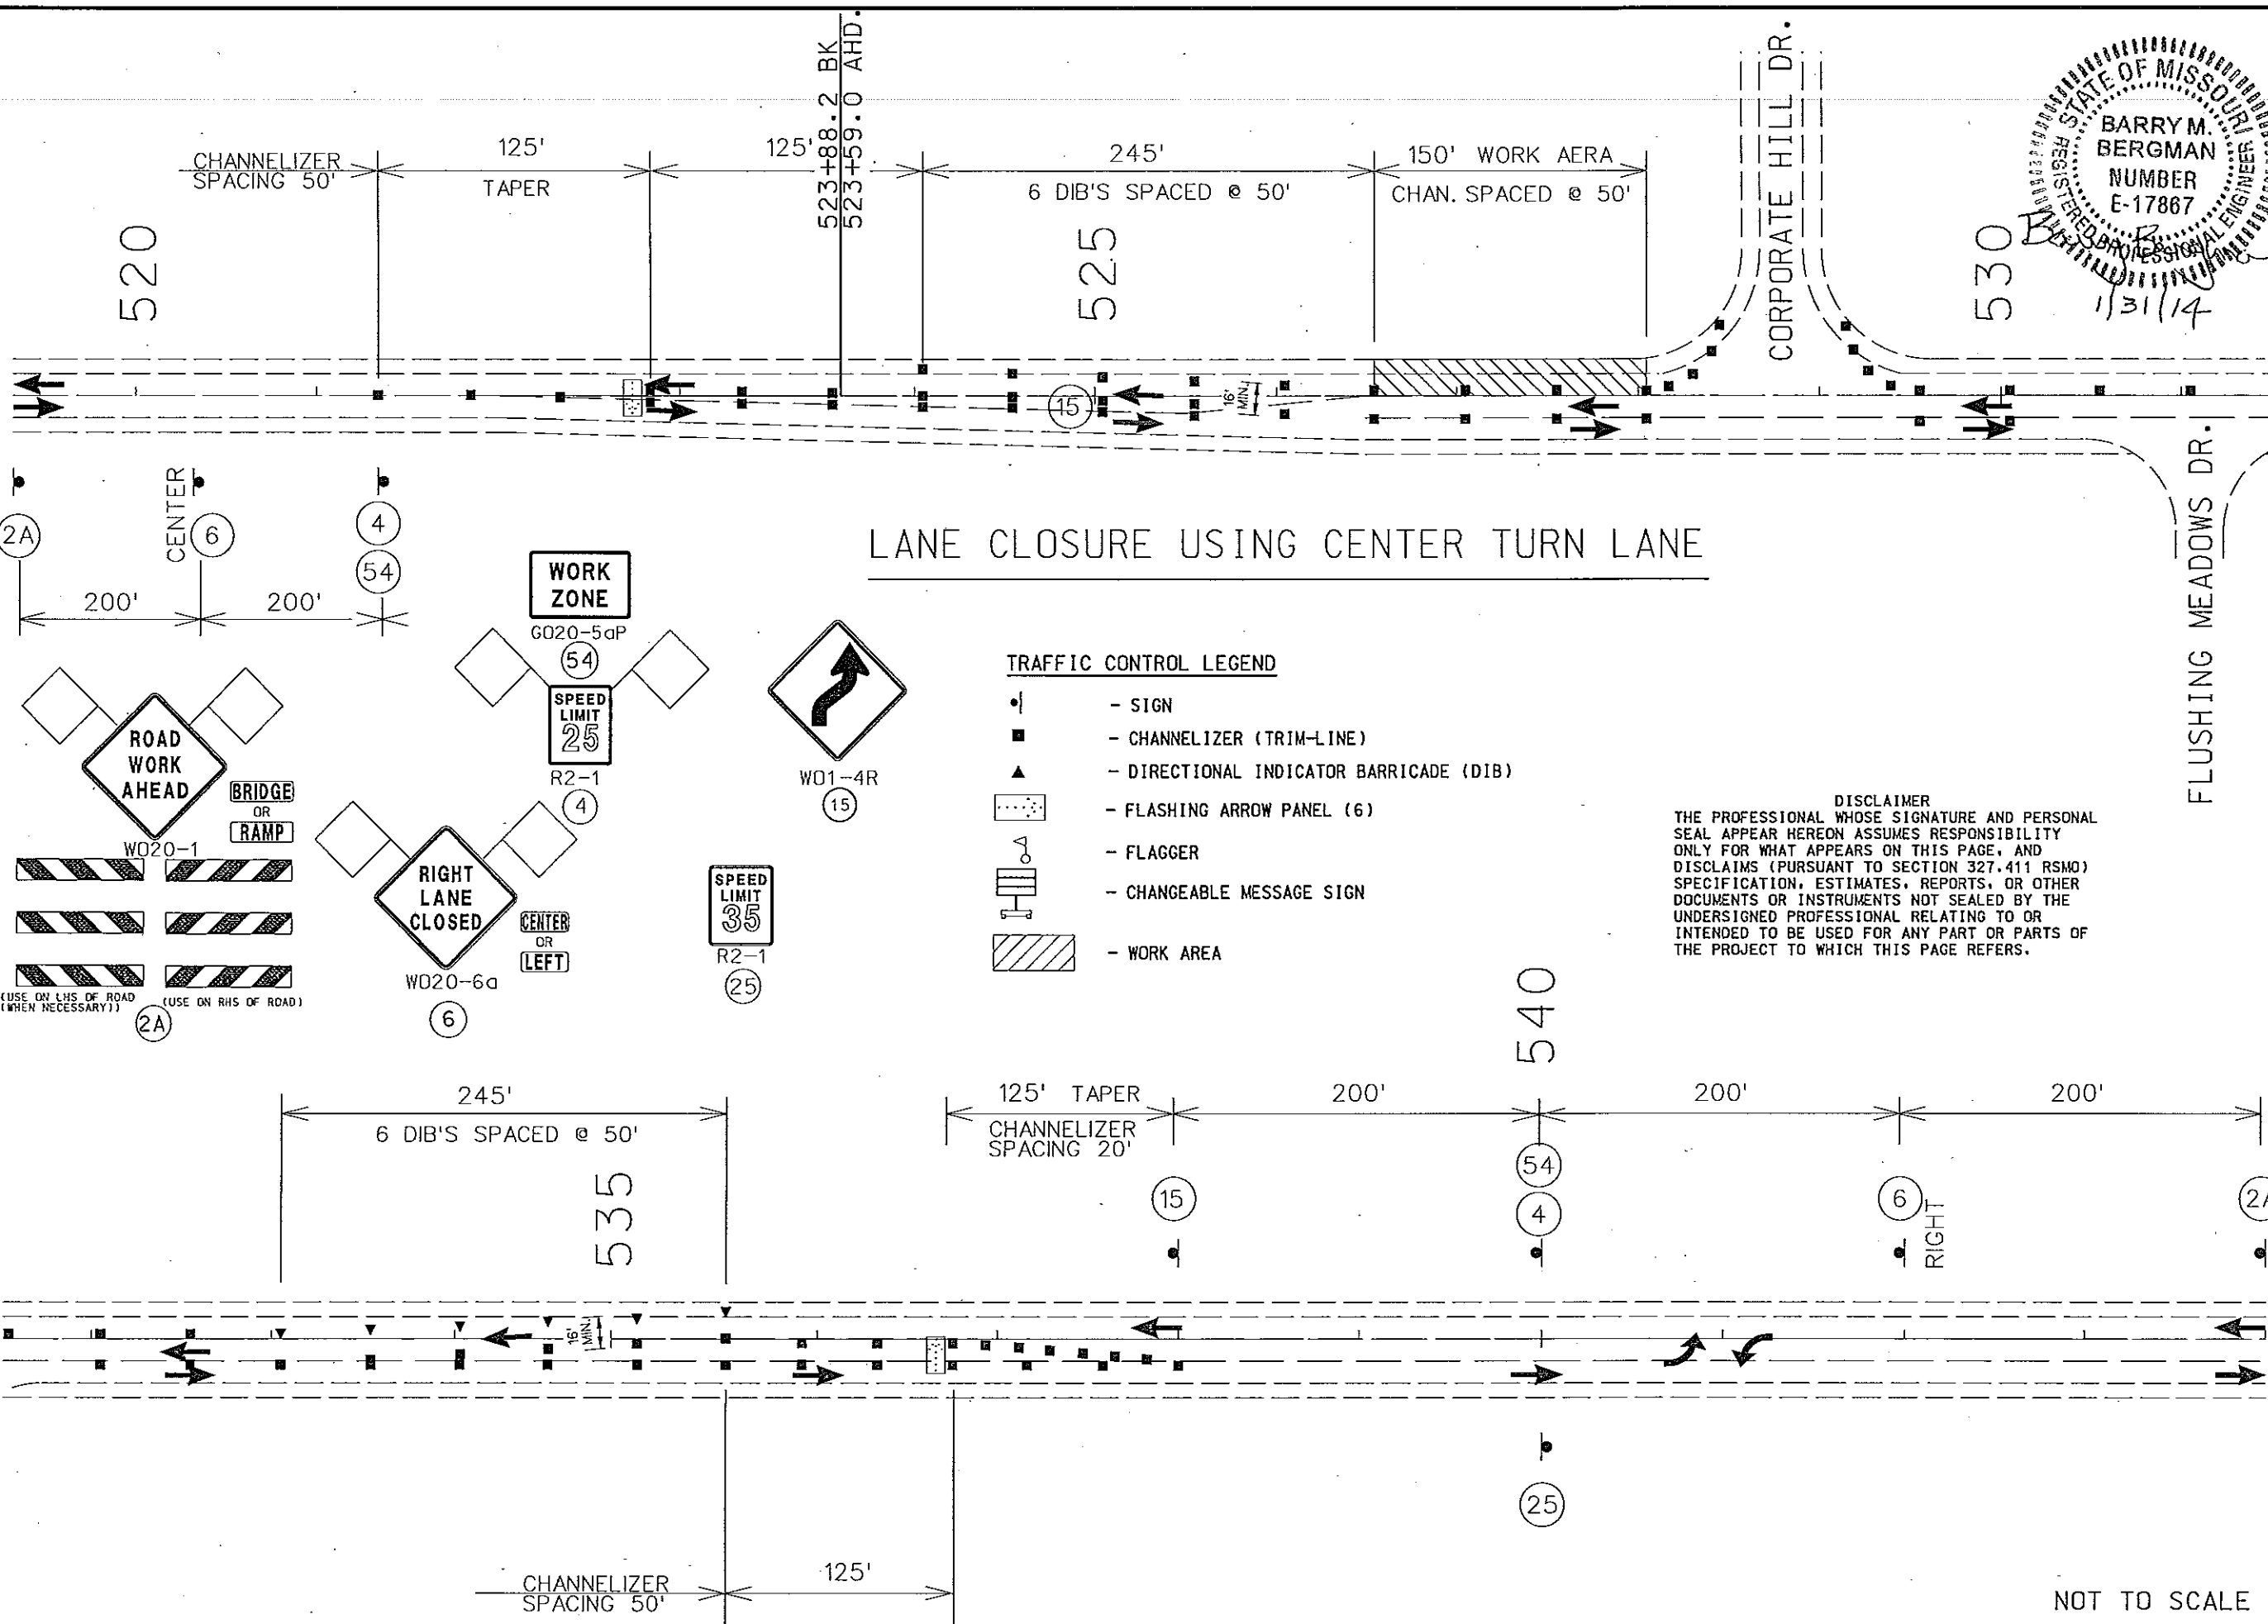 523+88.2 BK
523+59.0 AHD.
CORPORATE HILL DR.
STATE OF MISSOURI
BARRY M.
BERGMAN
NUMBER
E-17867
REGISTERED PROFESSIONAL ENGINEER
1/31/14
CHANNELIZER
SPACING 50'
125'
TAPER
125'
245'
6 DIB'S SPACED @ 50'
150' WORK AERA
CHAN. SPACED @ 50'
520
525
530
15
16'
MIN.
2A
CENTER
6
4
54
200'
200'
LANE CLOSURE USING CENTER TURN LANE
FLUSHING MEADOWS DR.
WORK
ZONE
GO20-5aP
54
SPEED
LIMIT
25
R2-1
4
WO1-4R
15
ROAD
WORK
AHEAD
WO20-1
BRIDGE
OR
RAMP
(USE ON LHS OF ROAD
(WHEN NECESSARY))
(USE ON RHS OF ROAD)
2A
RIGHT
LANE
CLOSED
WO20-6a
CENTER
OR
LEFT
6
SPEED
LIMIT
35
R2-1
25
TRAFFIC CONTROL LEGEND
- SIGN
- CHANNELIZER (TRIM-LINE)
- DIRECTIONAL INDICATOR BARRICADE (DIB)
- FLASHING ARROW PANEL (6)
- FLAGGER
- CHANGEABLE MESSAGE SIGN
- WORK AREA
DISCLAIMER
THE PROFESSIONAL WHOSE SIGNATURE AND PERSONAL
SEAL APPEAR HEREON ASSUMES RESPONSIBILITY
ONLY FOR WHAT APPEARS ON THIS PAGE, AND
DISCLAIMS (PURSUANT TO SECTION 327.411 RSMO)
SPECIFICATION, ESTIMATES, REPORTS, OR OTHER
DOCUMENTS OR INSTRUMENTS NOT SEALED BY THE
UNDERSIGNED PROFESSIONAL RELATING TO OR
INTENDED TO BE USED FOR ANY PART OR PARTS OF
THE PROJECT TO WHICH THIS PAGE REFERS.
245'
6 DIB'S SPACED @ 50'
535
125' TAPER
CHANNELIZER
SPACING 20'
200'
540
200'
200'
15
54
4
6
RIGHT
2A
16'
MIN.
25
CHANNELIZER
SPACING 50'
125'
NOT TO SCALE